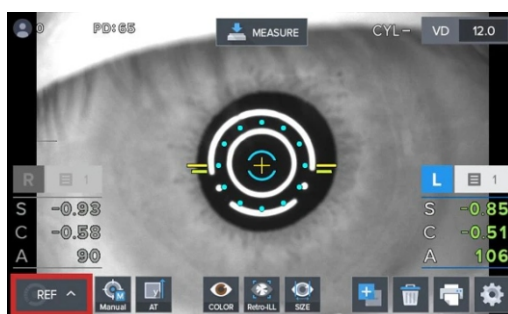 0 PD: 65 MEASURE CYL- VD 12.0
R 1 L 1
S -0.93 S -0.85
C -0.58 C -0.51
A 90 A 106
REF Manual AT COLOR Retro-ILL SIZE